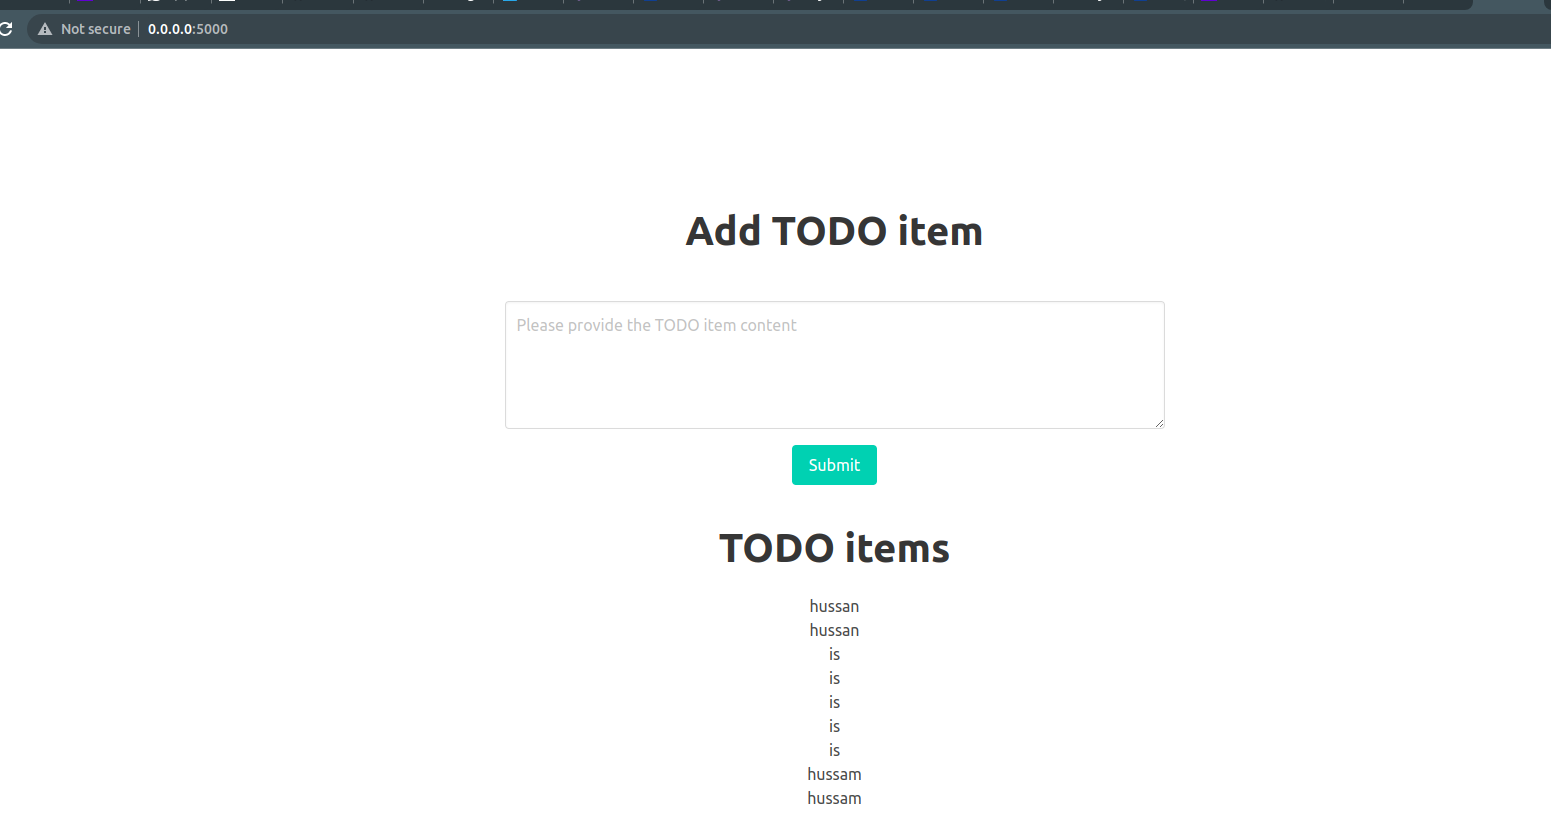 Not secure 0.0.0.0:5000
Add TODO item
Please provide the TODO item content
Submit
TODO items
hussan
hussan
is
is
is
is
is
hussam
hussam